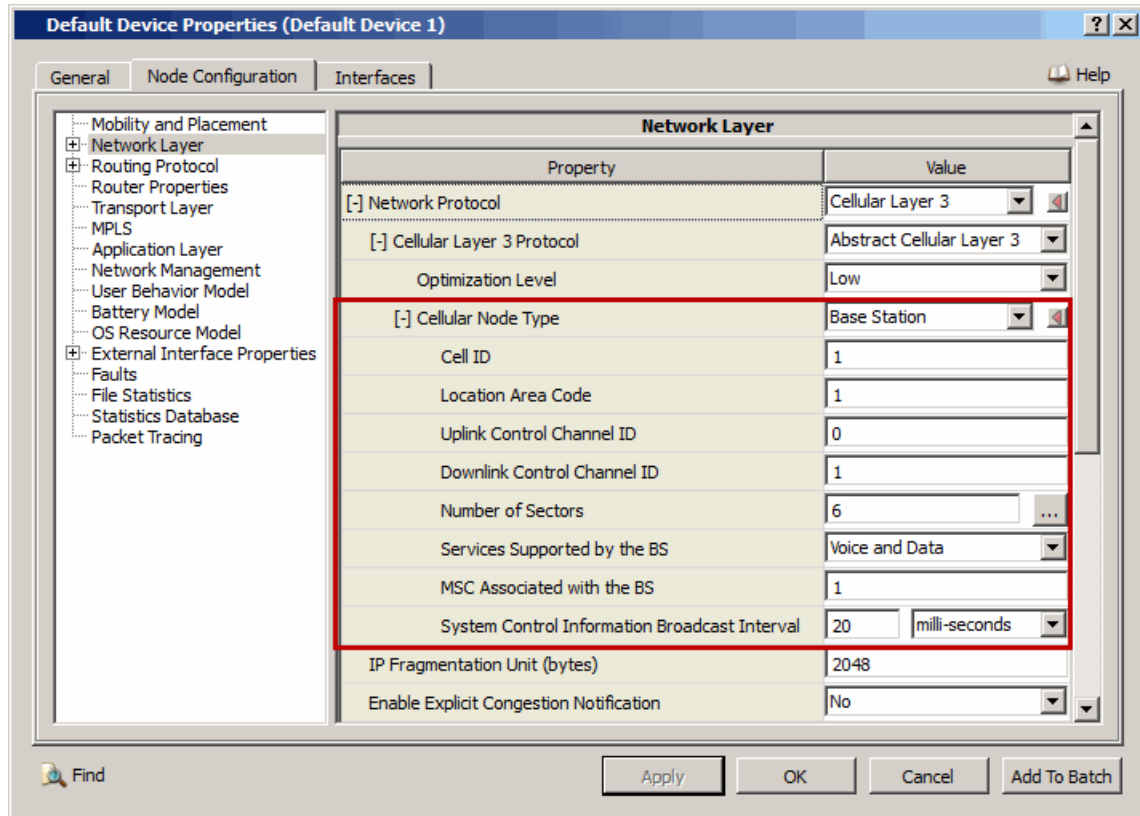 Default Device Properties (Default Device 1)
General Node Configuration Interfaces Help
Mobility and Placement
Network Layer
Routing Protocol
Router Properties
Transport Layer
MPLS
Application Layer
Network Management
User Behavior Model
Battery Model
OS Resource Model
External Interface Properties
Faults
File Statistics
Statistics Database
Packet Tracing
Network Layer
Property Value
[-] Network Protocol Cellular Layer 3
[-] Cellular Layer 3 Protocol Abstract Cellular Layer 3
Optimization Level Low
[-] Cellular Node Type Base Station
Cell ID 1
Location Area Code 1
Uplink Control Channel ID 0
Downlink Control Channel ID 1
Number of Sectors 6 ...
Services Supported by the BS Voice and Data
MSC Associated with the BS 1
System Control Information Broadcast Interval 20 milli-seconds
IP Fragmentation Unit (bytes) 2048
Enable Explicit Congestion Notification No
Find Apply OK Cancel Add To Batch